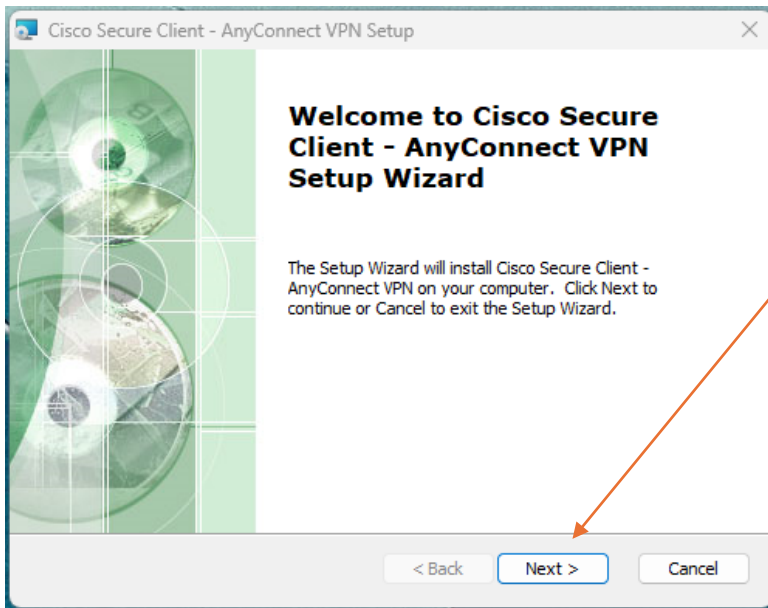 Cisco Secure Client - AnyConnect VPN Setup
Welcome to Cisco Secure
Client - AnyConnect VPN
Setup Wizard
The Setup Wizard will install Cisco Secure Client -
AnyConnect VPN on your computer.  Click Next to
continue or Cancel to exit the Setup Wizard.
< Back Next > Cancel